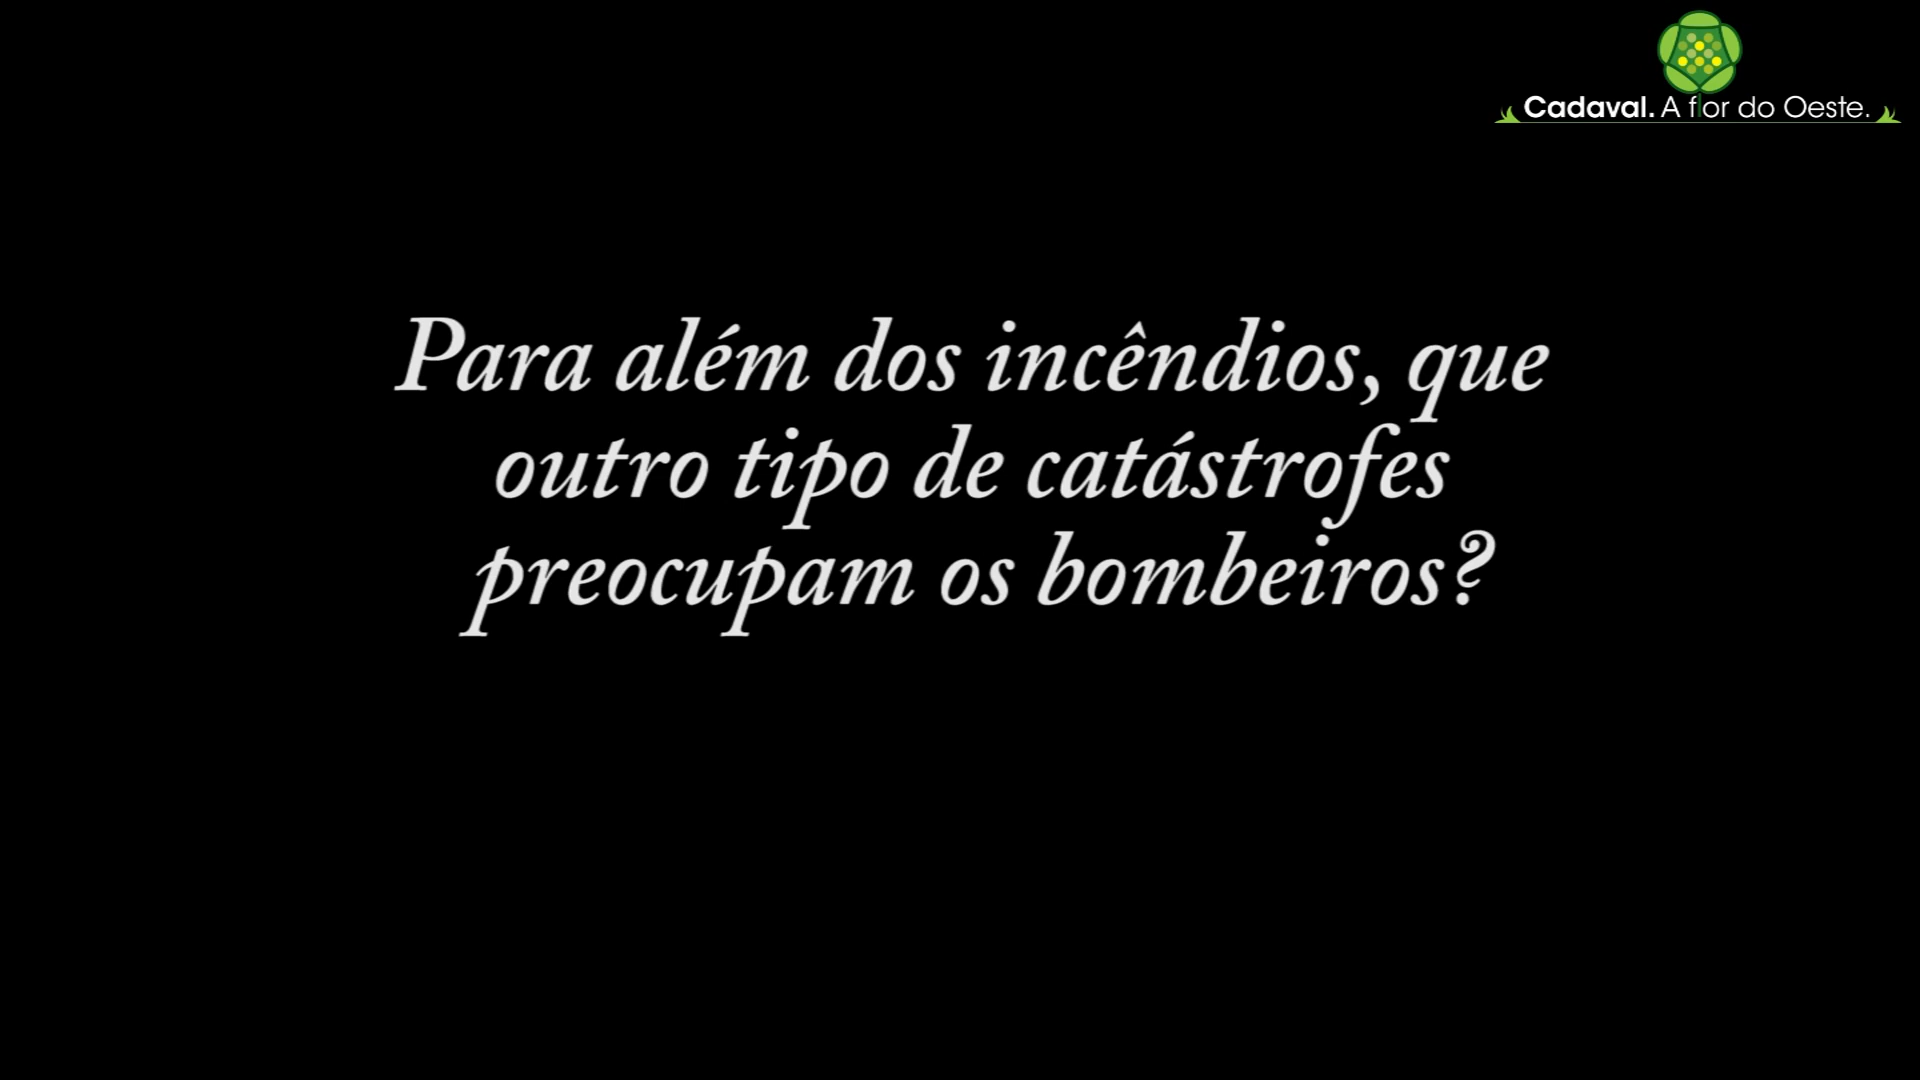 Cadaval. A flor do Oeste.
Para além dos incêndios, que
outro tipo de catástrofes
preocupam os bombeiros?